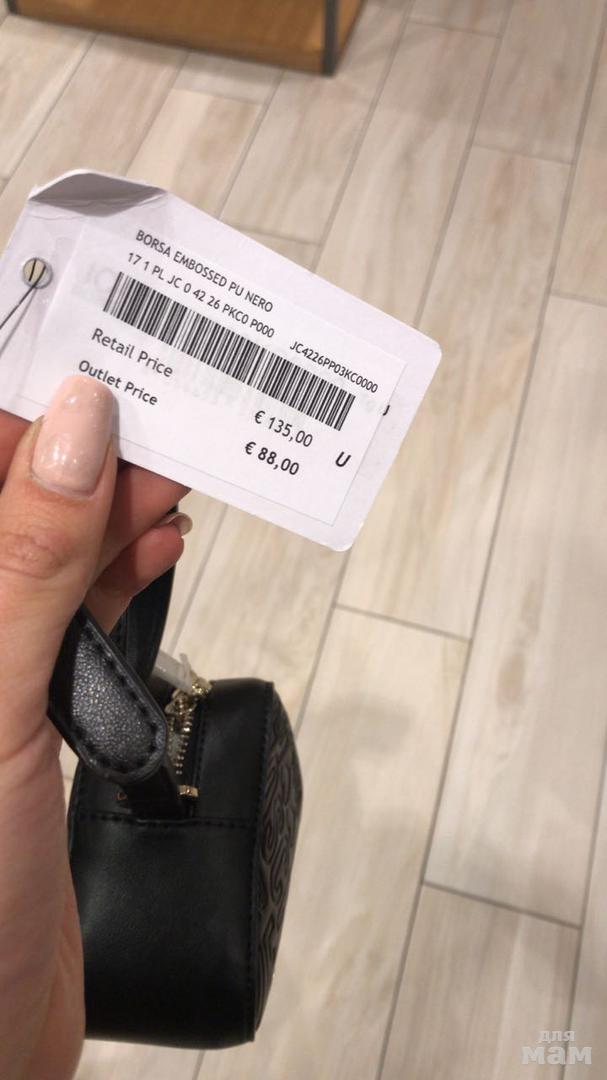 BORSA EMBOSSED PU NERO
17 1 PL JC 0 42 26 PKC0 P000
JC4226PP03KC0000
Retail Price € 135,00
Outlet Price € 88,00
U
для
мам